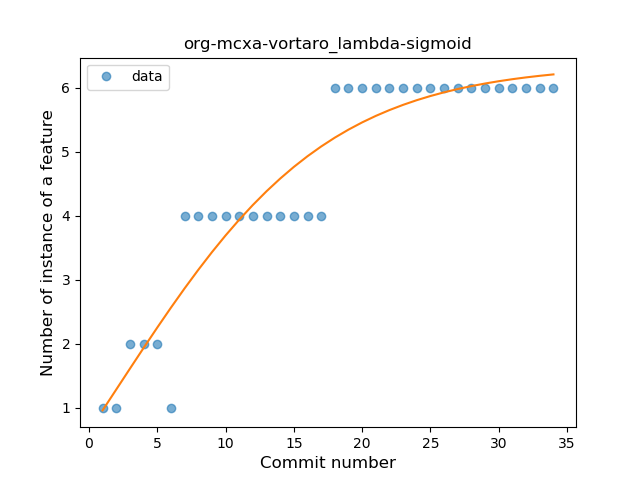 org-mcxa-vortaro_lambda-sigmoid
data
Number of instance of a feature
6
5
4
3
2
1
0 5 10 15 20 25 30 35
Commit number